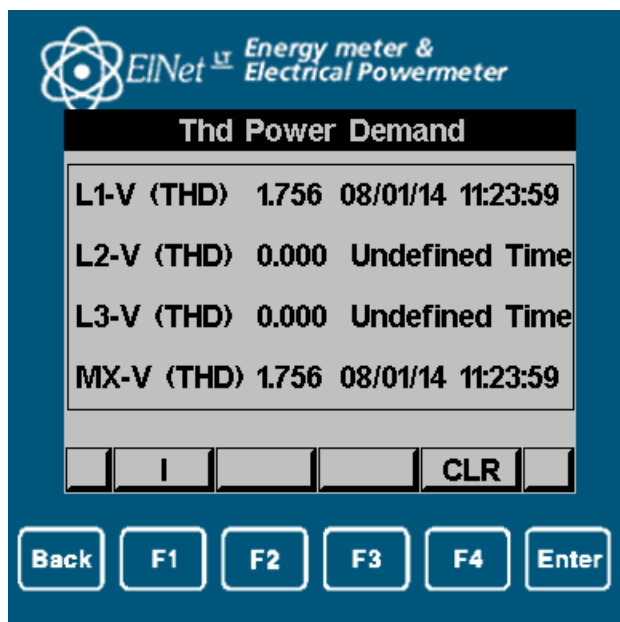 ElNet LT Energy meter &
Electrical Powermeter
Thd Power Demand
L1-V (THD) 1.756 08/01/14 11:23:59
L2-V (THD) 0.000 Undefined Time
L3-V (THD) 0.000 Undefined Time
MX-V (THD) 1.756 08/01/14 11:23:59
I CLR
Back F1 F2 F3 F4 Enter